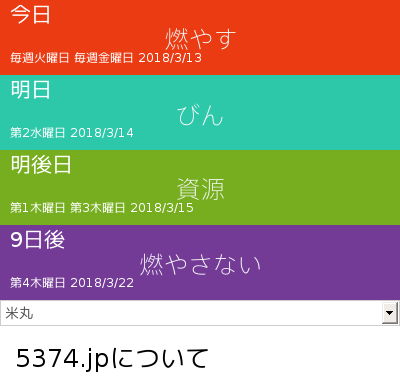 今日
燃やす
毎週火曜日 毎週金曜日 2018/3/13
明日
びん
第2水曜日 2018/3/14
明後日
資源
第1木曜日 第3木曜日 2018/3/15
9日後
燃やさない
第4木曜日 2018/3/22
米丸
5374.jpについて